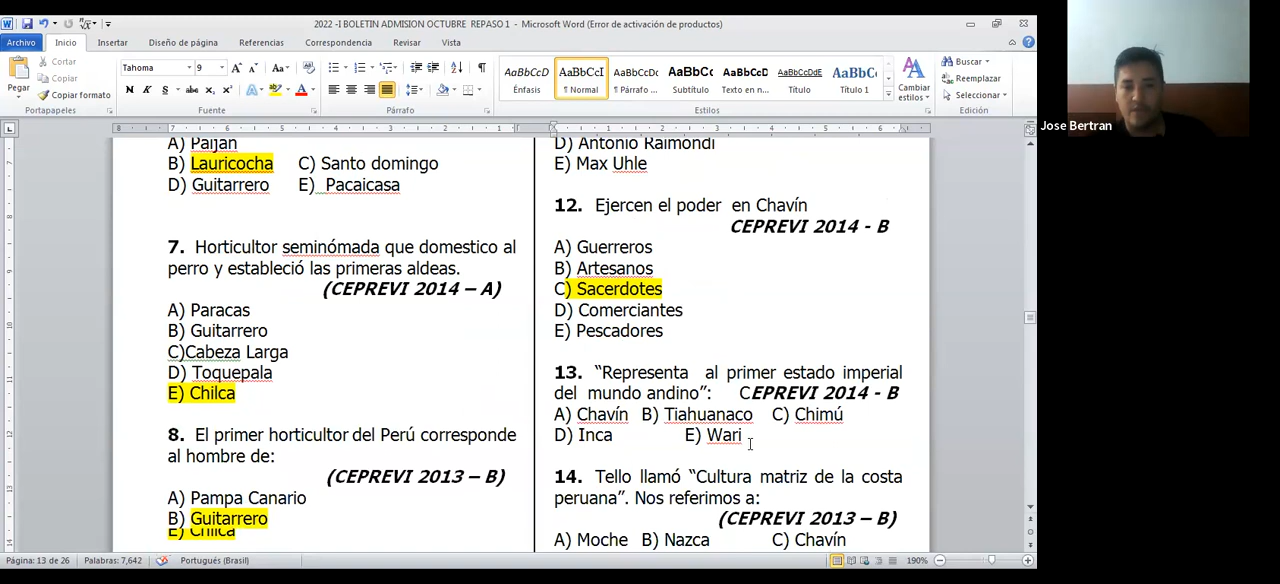 2022 -I BOLETIN ADMISION OCTUBRE REPASO 1 - Microsoft Word (Error de activación de productos)
Archivo Inicio Insertar Diseño de página Referencias Correspondencia Revisar Vista
Pegar
Cortar
Copiar
Copiar formato
Portapapeles
Tahoma 9
Fuente
Párrafo
AaBbCcD Énfasis
AaBbCcI ¶ Normal
AaBbCcDc ¶ Párrafo ...
AaBbCc Subtítulo
AaBbCcD Texto en n...
AaBbCcDdE Título
AaBbC Título 1
Cambiar estilos
Estilos
Buscar
Reemplazar
Seleccionar
Edición
Jose Bertran
A) Paiján
B) Lauricocha C) Santo domingo
D) Guitarrero E) Pacaicasa
7. Horticultor seminómada que domestico al
perro y estableció las primeras aldeas.
(CEPREVI 2014 – A)
A) Paracas
B) Guitarrero
C)Cabeza Larga
D) Toquepala
E) Chilca
8. El primer horticultor del Perú corresponde
al hombre de:
(CEPREVI 2013 – B)
A) Pampa Canario
B) Guitarrero
E) Chilca
D) Antonio Raimondi
E) Max Uhle
12. Ejercen el poder en Chavín
CEPREVI 2014 - B
A) Guerreros
B) Artesanos
C) Sacerdotes
D) Comerciantes
E) Pescadores
13. “Representa al primer estado imperial
del mundo andino”: CEPREVI 2014 - B
A) Chavín B) Tiahuanaco C) Chimú
D) Inca E) Wari
14. Tello llamó “Cultura matriz de la costa
peruana”. Nos referimos a:
(CEPREVI 2013 – B)
A) Moche B) Nazca C) Chavín
Página: 13 de 26 Palabras: 7,642 Portugués (Brasil) 190%